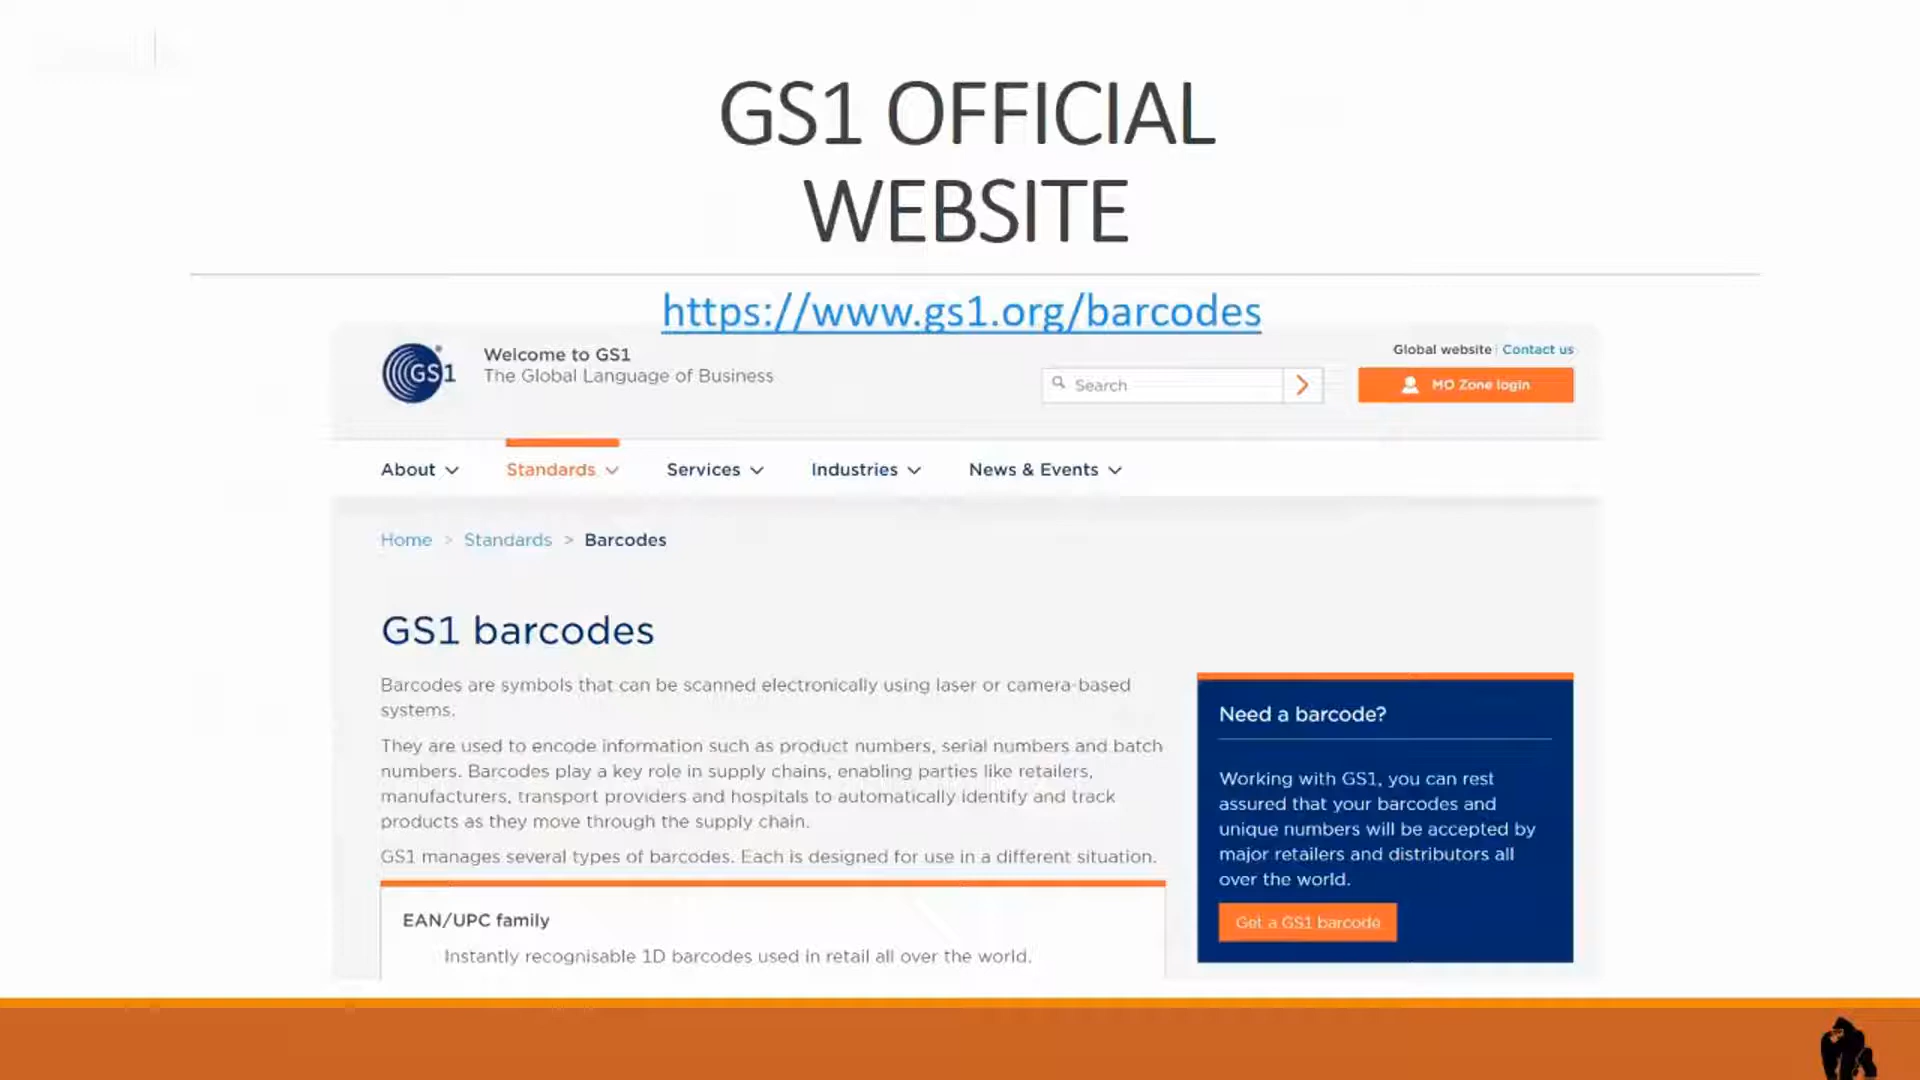 GS1 OFFICIAL
WEBSITE
https://www.gs1.org/barcodes
GS1
Welcome to GS1
The Global Language of Business
Global website | Contact us
Search
MO Zone login
About
Standards
Services
Industries
News & Events
Home > Standards > Barcodes
GS1 barcodes
Barcodes are symbols that can be scanned electronically using laser or camera-based
systems.
They are used to encode information such as product numbers, serial numbers and batch
numbers. Barcodes play a key role in supply chains, enabling parties like retailers,
manufacturers, transport providers and hospitals to automatically identify and track
products as they move through the supply chain.
GS1 manages several types of barcodes. Each is designed for use in a different situation.
EAN/UPC family
Instantly recognisable 1D barcodes used in retail all over the world.
Need a barcode?
Working with GS1, you can rest
assured that your barcodes and
unique numbers will be accepted by
major retailers and distributors all
over the world.
Get a GS1 barcode